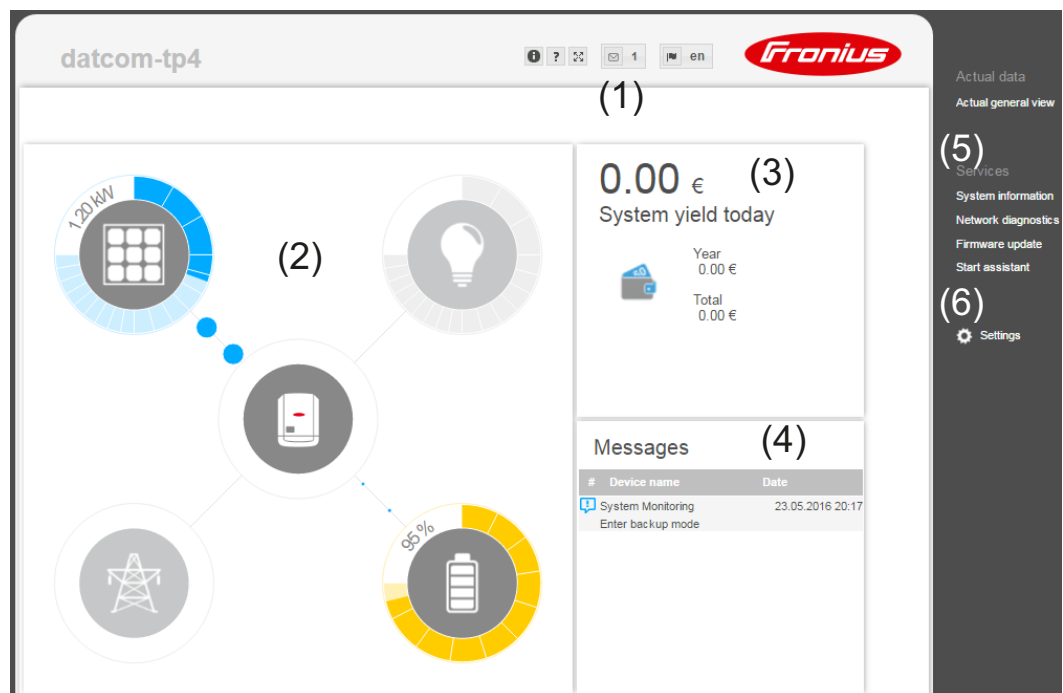 datcom-tp4
i ? 1 en
Fronius
(1)
1.20 kW
(2)
95 %
0.00 €
(3)
System yield today
Year
0.00 €
Total
0.00 €
Messages
(4)
# Device name Date
System Monitoring 23.05.2016 20:17
Enter backup mode
Actual data
Actual general view
(5)
Services
System information
Network diagnostics
Firmware update
Start assistant
(6)
Settings